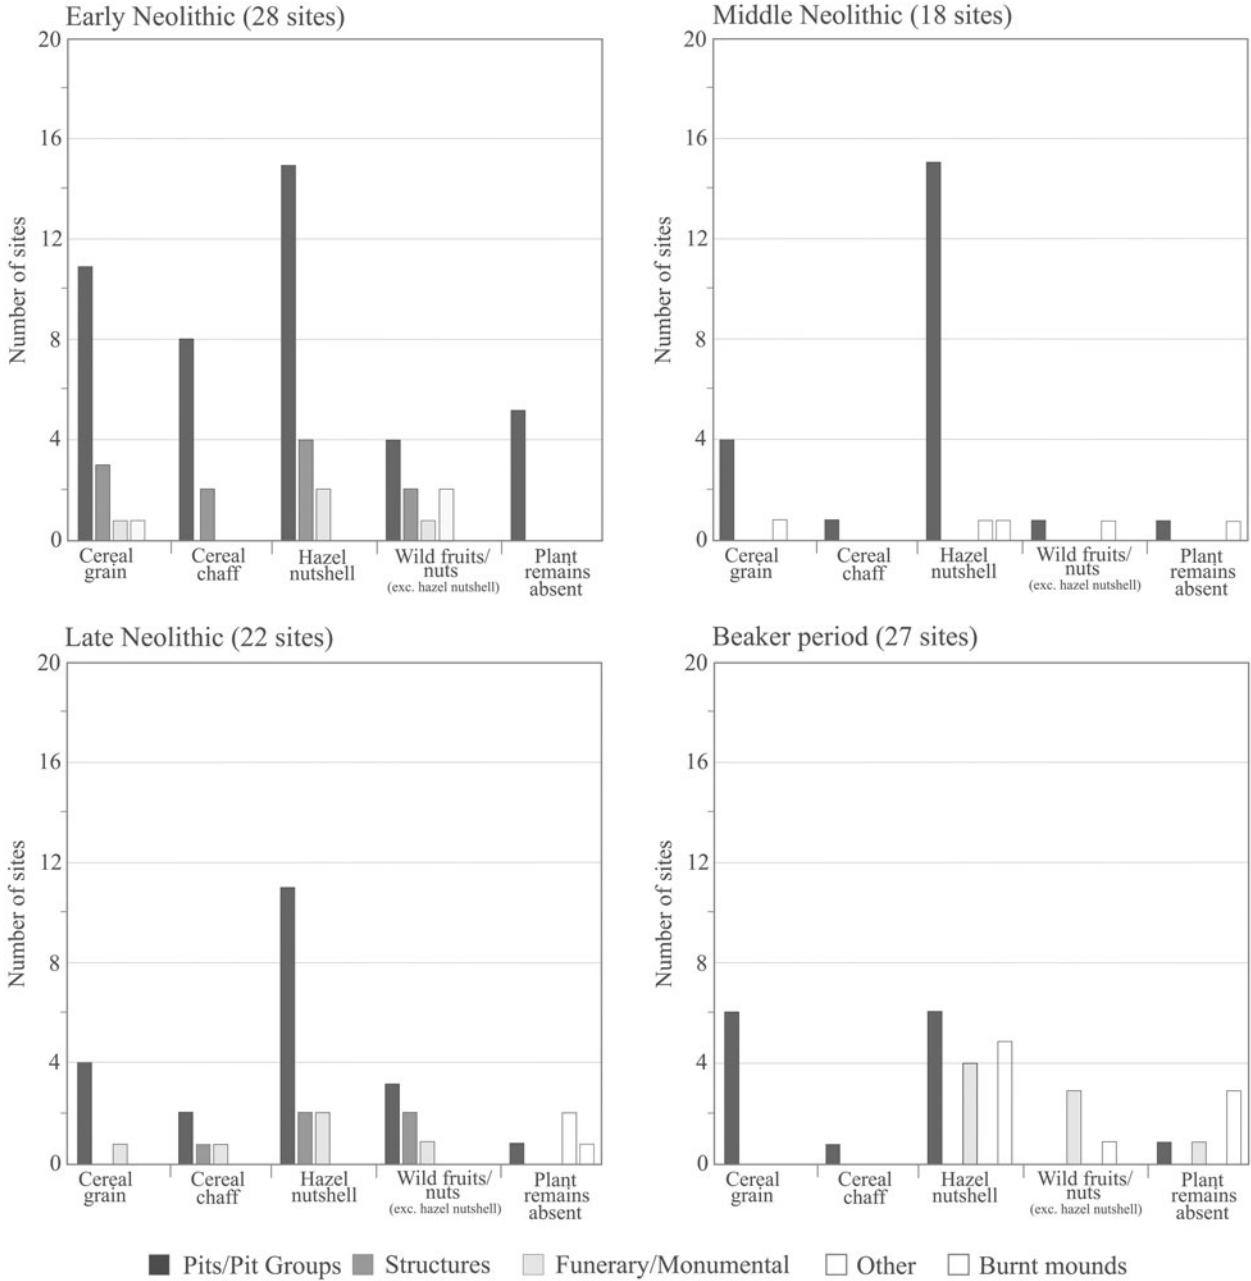 Early Neolithic (28 sites)
Number of sites
20
16
12
8
4
0
Cereal
grain
Cereal
chaff
Hazel
nutshell
Wild fruits/
nuts
(exc. hazel nutshell)
Plant
remains
absent
Middle Neolithic (18 sites)
Number of sites
20
16
12
8
4
0
Cereal
grain
Cereal
chaff
Hazel
nutshell
Wild fruits/
nuts
(exc. hazel nutshell)
Plant
remains
absent
Late Neolithic (22 sites)
Number of sites
20
16
12
8
4
0
Cereal
grain
Cereal
chaff
Hazel
nutshell
Wild fruits/
nuts
(exc. hazel nutshell)
Plant
remains
absent
Beaker period (27 sites)
Number of sites
20
16
12
8
4
0
Cereal
grain
Cereal
chaff
Hazel
nutshell
Wild fruits/
nuts
(exc. hazel nutshell)
Plant
remains
absent
Pits/Pit Groups Structures Funerary/Monumental Other Burnt mounds